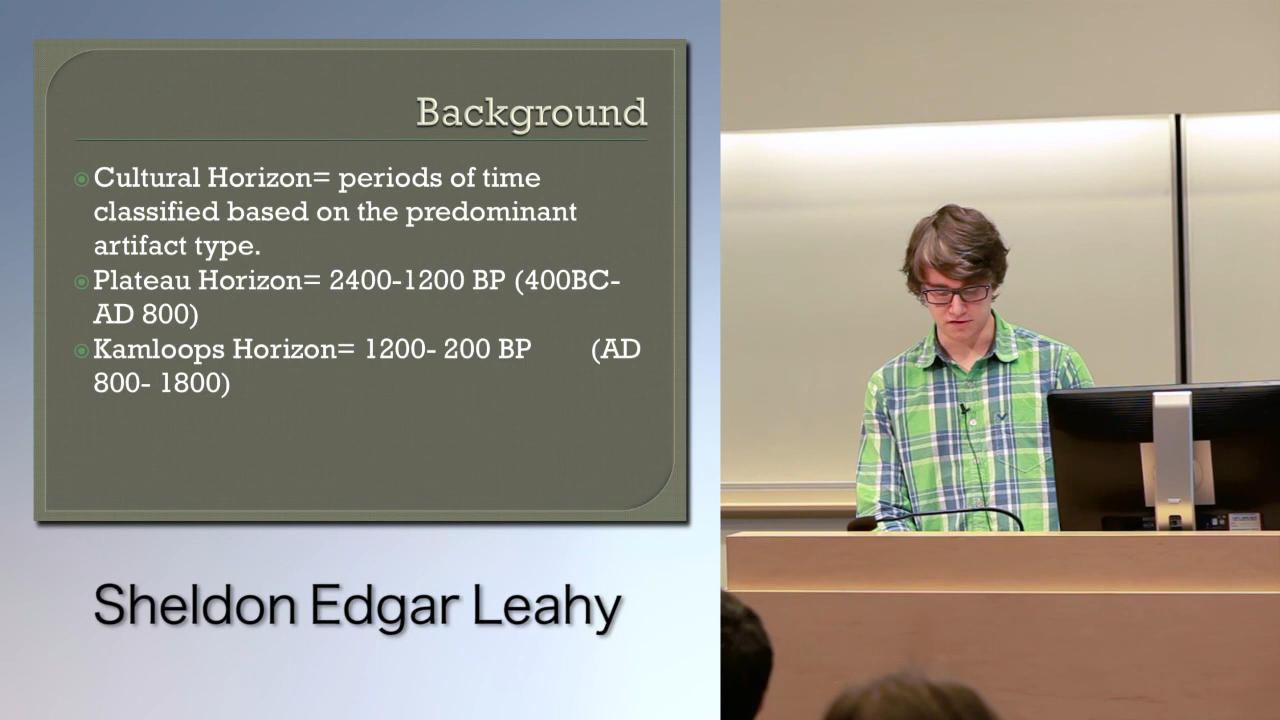 Background
Cultural Horizon= periods of time
classified based on the predominant
artifact type.
Plateau Horizon= 2400-1200 BP (400BC-
AD 800)
Kamloops Horizon= 1200- 200 BP (AD
800- 1800)
Sheldon Edgar Leahy